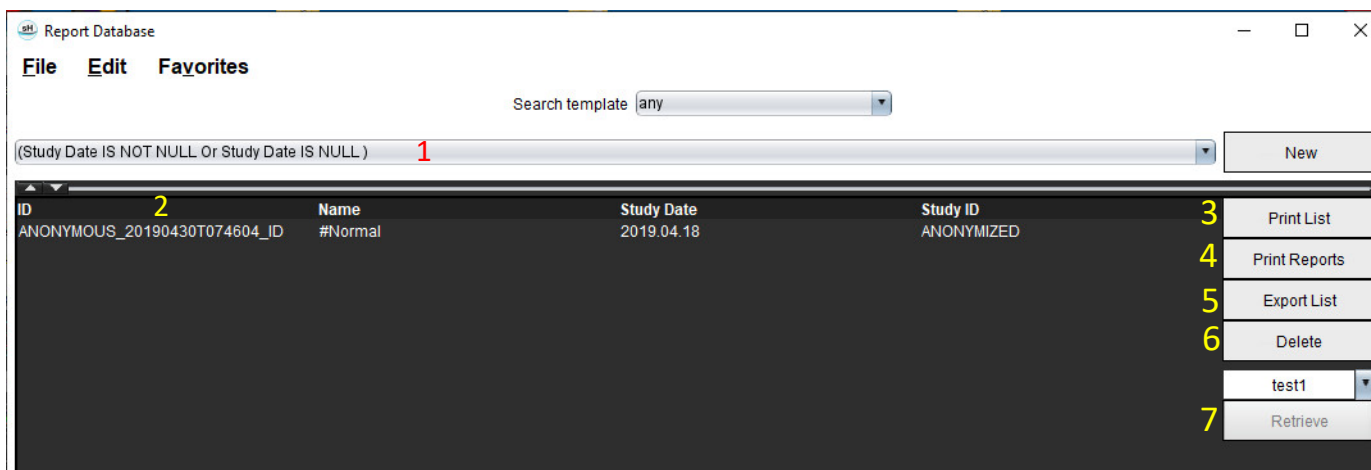 sH Report Database
File Edit Favorites
Search template any
(Study Date IS NOT NULL Or Study Date IS NULL ) 1 New
2
ID Name Study Date Study ID
ANONYMOUS_20190430T074604_ID #Normal 2019.04.18 ANONYMIZED
3 Print List
4 Print Reports
5 Export List
6 Delete
test1
7 Retrieve